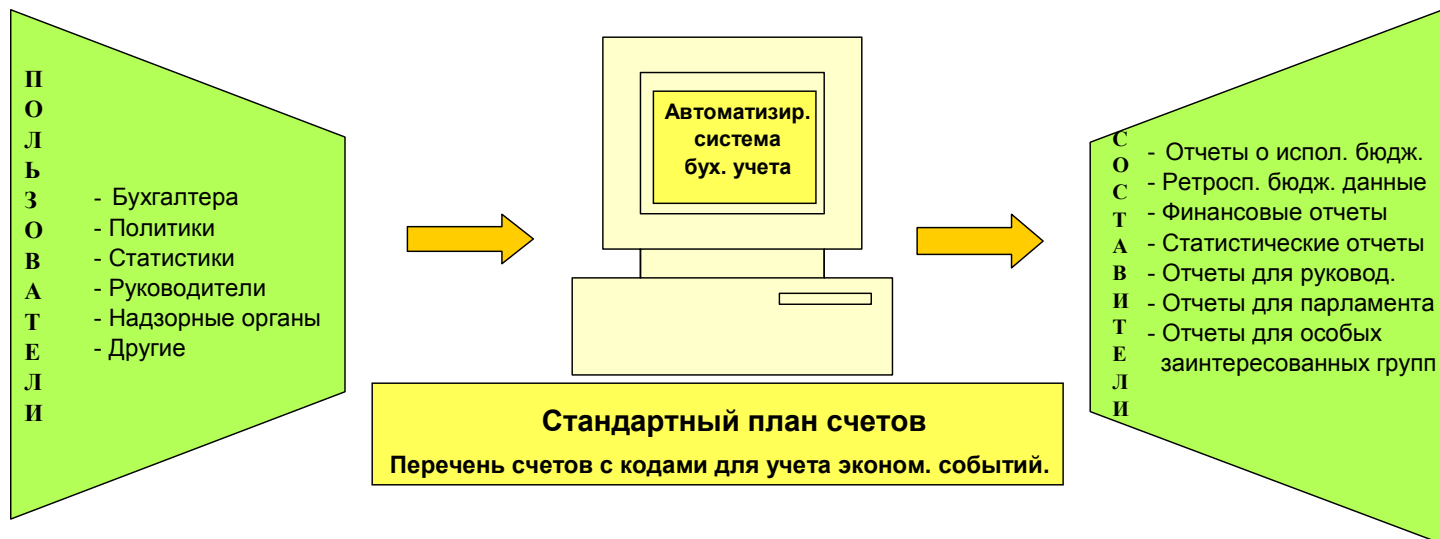 ПОЛЬЗОВАТЕЛИ
- Бухгалтера
- Политики
- Статистики
- Руководители
- Надзорные органы
- Другие
Автоматизир.
система
бух. учета
Стандартный план счетов
Перечень счетов с кодами для учета эконом. событий.
СОСТАВИТЕЛИ
- Отчеты о испол. бюдж.
- Ретросп. бюдж. данные
- Финансовые отчеты
- Статистические отчеты
- Отчеты для руковод.
- Отчеты для парламента
- Отчеты для особых
заинтересованных групп